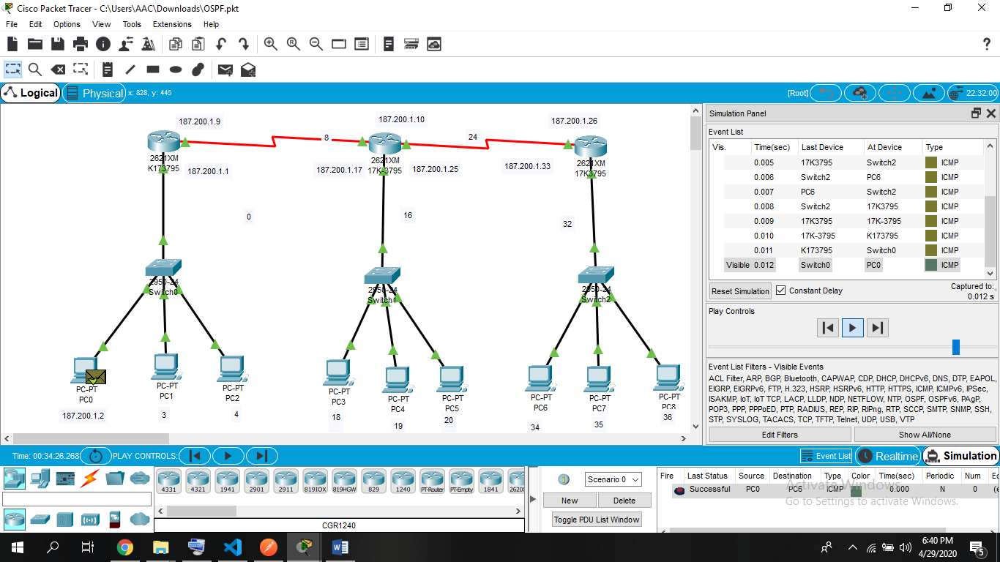 Cisco Packet Tracer - C:\Users\AAC\Downloads\OSPF.pkt
File Edit Options View Tools Extensions Help
Logical Physical x: 828, y: 445 [Root] 22:32:00
187.200.1.9 187.200.1.10 187.200.1.26
8 24
2621XM
K173795
187.200.1.1
2621XM
17K-3795
187.200.1.17 187.200.1.25
2621XM
17K3795
187.200.1.33
0 16 32
2950-24
Switch0
2950-24
Switch1
2950-24
Switch2
PC-PT
PC0
187.200.1.2
PC-PT
PC1
3
PC-PT
PC2
4
PC-PT
PC3
18
PC-PT
PC4
19
PC-PT
PC5
20
PC-PT
PC6
34
PC-PT
PC7
35
PC-PT
PC8
36
Simulation Panel
Event List
Vis. Time(sec) Last Device At Device Type
0.005 17K3795 Switch2 ICMP
0.006 Switch2 PC6 ICMP
0.007 PC6 Switch2 ICMP
0.008 Switch2 17K3795 ICMP
0.009 17K3795 17K-3795 ICMP
0.010 17K-3795 K173795 ICMP
0.011 K173795 Switch0 ICMP
Visible 0.012 Switch0 PC0 ICMP
Reset Simulation Constant Delay Captured to:
0.012 s
Play Controls
Event List Filters - Visible Events
ACL Filter, ARP, BGP, Bluetooth, CAPWAP, CDP, DHCP, DHCPv6, DNS, DTP, EAPOL,
EIGRP, EIGRPv6, FTP, H.323, HSRP, HSRPv6, HTTP, HTTPS, ICMP, ICMPv6, IPSec,
ISAKMP, IoT, IoT TCP, LACP, LLDP, NDP, NETFLOW, NTP, OSPF, OSPFv6, PAgP,
POP3, PPP, PPPoED, PTP, RADIUS, REP, RIP, RIPng, RTP, SCCP, SMTP, SNMP, SSH,
STP, SYSLOG, TACACS, TCP, TFTP, Telnet, UDP, USB, VTP
Edit Filters Show All/None
Time: 00:34:26.268 PLAY CONTROLS: Event List Realtime Simulation
4331 4321 1941 2901 2911 819IOX 819HGW 829 1240 PT-Router PT-Empty 1841 2620X
CGR1240
Scenario 0
New Delete
Toggle PDU List Window
Fire Last Status Source Destination Type Color Time(sec) Periodic Num Ed
Successful PC0 PC6 ICMP 0.000 N 0 (e
Activate Windows
Go to Settings to activate Windows.
6:40 PM
4/29/2020
5